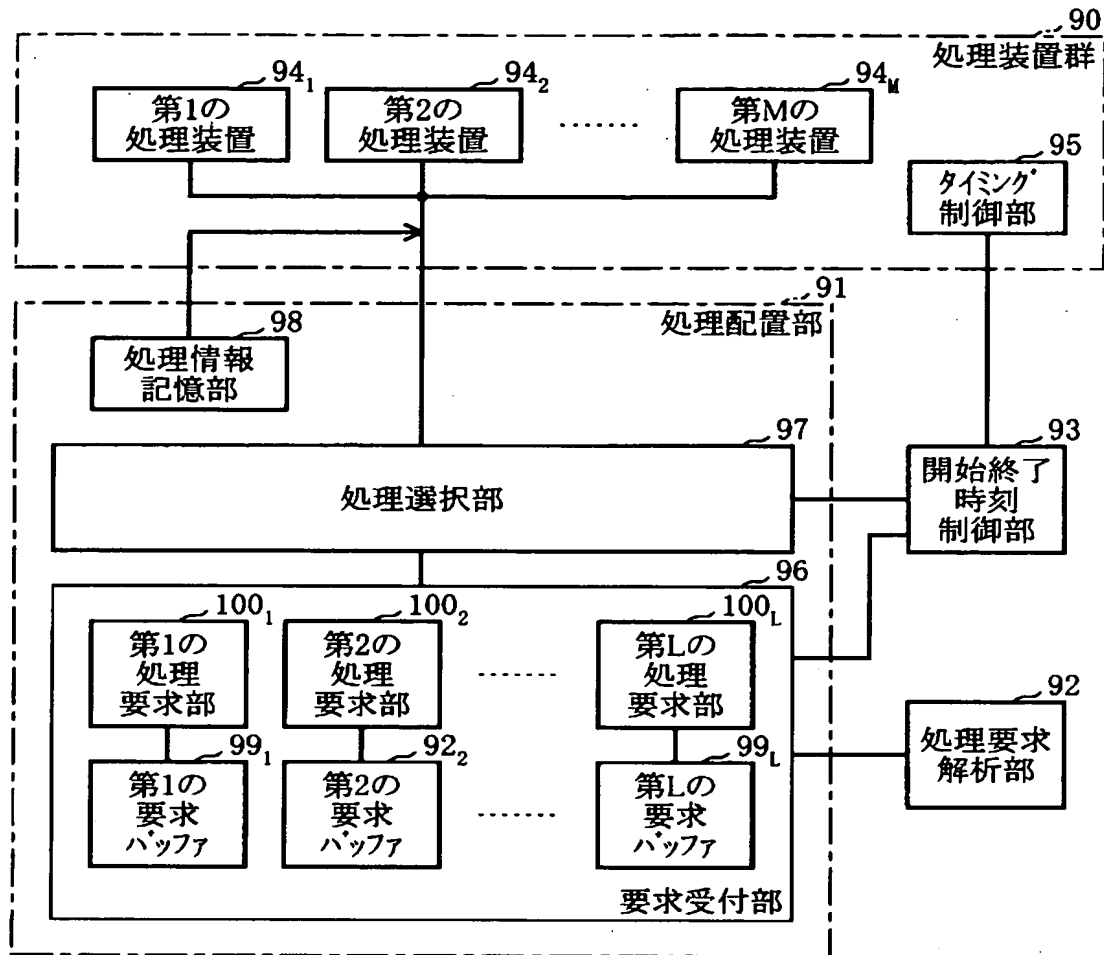 90
処理装置群
94₁
94₂
94M
第1の
処理装置
第2の
処理装置
........
第Mの
処理装置
95
タイミング
制御部
91
処理配置部
98
処理情報
記憶部
97
処理選択部
93
開始終了
時刻
制御部
96
100₁
100₂
100L
第1の
処理
要求部
第2の
処理
要求部
........
第Lの
処理
要求部
92
処理要求
解析部
99₁
92₂
99L
第1の
要求
バッファ
第2の
要求
バッファ
........
第Lの
要求
バッファ
要求受付部